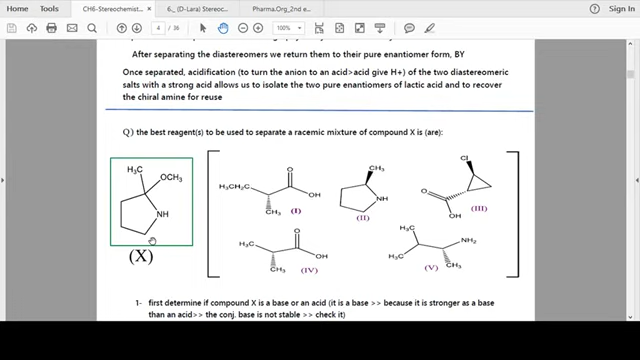 CH6-Stereochemist
6._ (D-Lara) Stereoc
Pharma.Org_2nd e
4 / 36
100%
After separating the diastereomers we return them to their pure enantiomer form, BY
Once separated, acidification (to turn the anion to an acid>acid give H+) of the two diastereomeric
salts with a strong acid allows us to isolate the two pure enantiomers of lactic acid and to recover
the chiral amine for reuse
Q) the best reagent(s) to be used to separate a racemic mixture of compound X is (are):
H₃C
OCH₃
NH
(X)
H₃CH₂C
O
OH
CH₃
(I)
CH₃
NH
(II)
Cl
O
OH
(III)
H₃C
O
OH
CH₃
(IV)
CH₃
H₃C
NH₂
CH₃
(V)
1- first determine if compound X is a base or an acid (it is a base >> because it is stronger as a base
than an acid>> the conj. base is not stable >> check it)